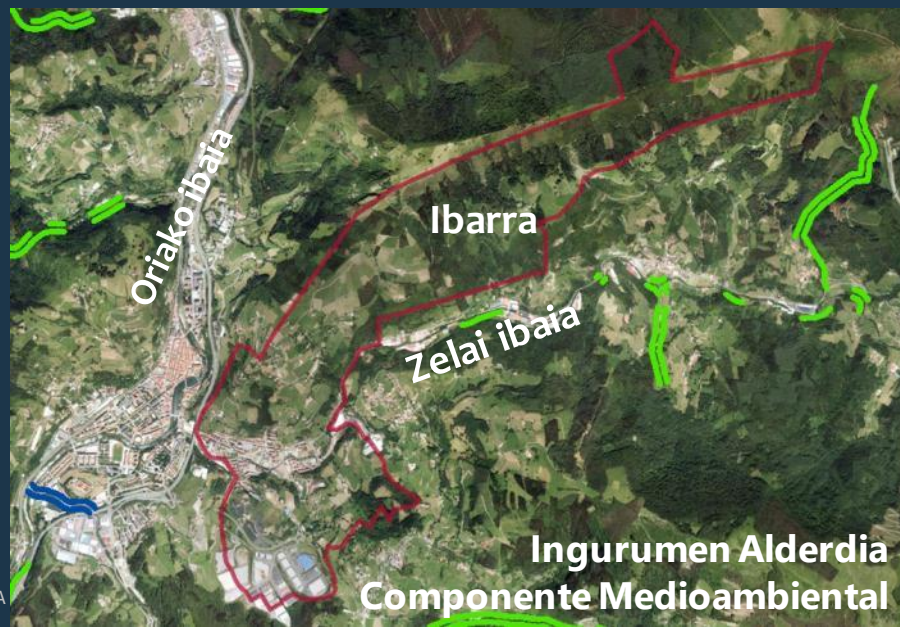 Oriako ibaia
Ibarra
Zelai ibaia
Ingurumen Alderdia
Componente Medioambiental
A